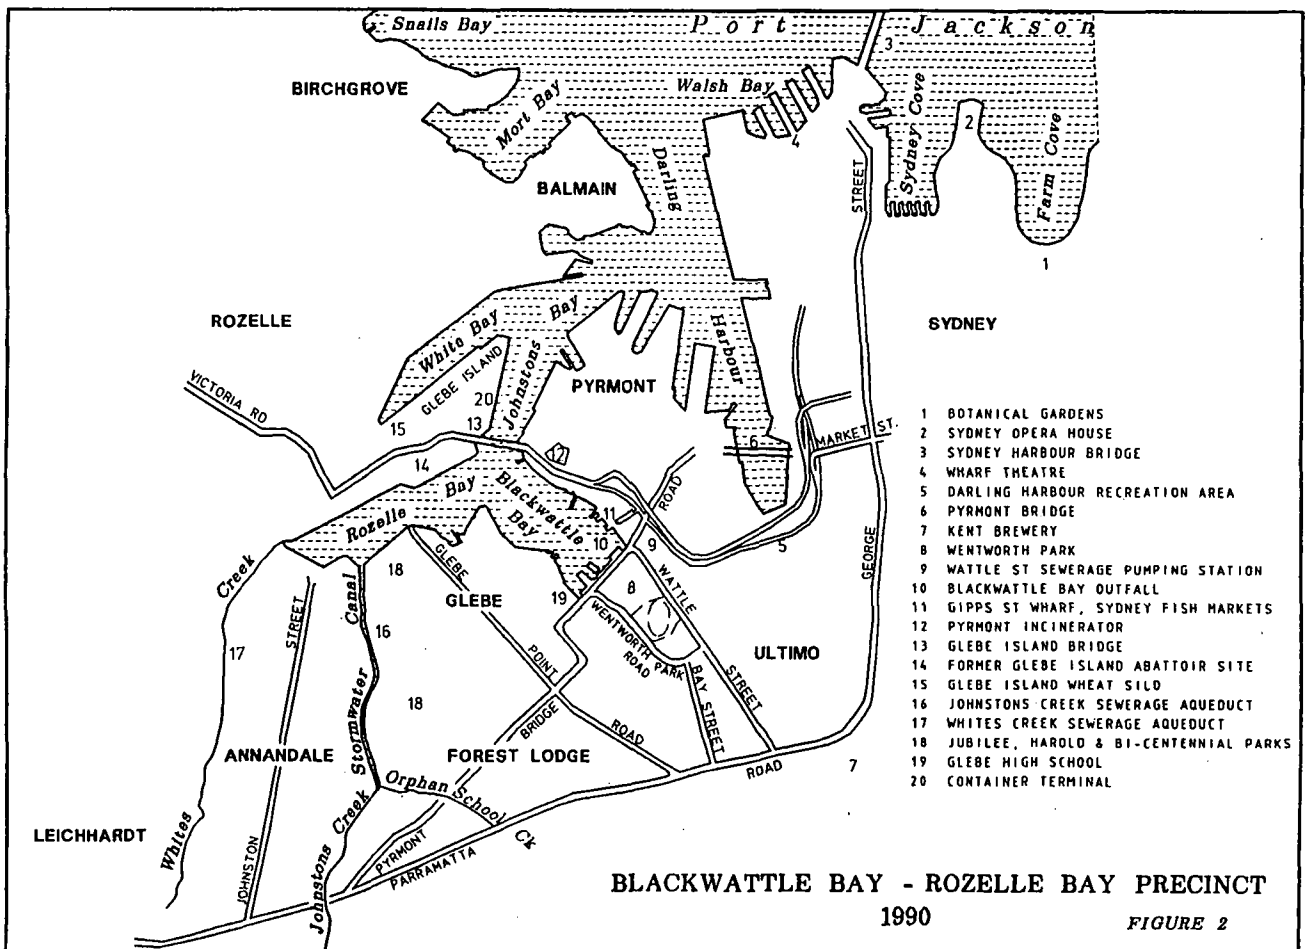 Snails Bay
Port Jackson
3
BIRCHGROVE
Walsh Bay
Mort Bay
4
2
Sydney Cove
Farm Cove
STREET
BALMAIN
Darling
1
ROZELLE
White Bay
Johnstons Bay
Harbour
SYDNEY
GLEBE ISLAND
PYRMONT
VICTORIA RD
20
15
13
14
12
6
MARKET ST.
Rozelle Bay
Blackwattle Bay
ROAD
11
10
9
5
GEORGE
Creek
Canal
18
GLEBE
GLEBE
19
8
WATTLE
STREET
16
17
WENTWORTH PARK
ROAD
POINT
ULTIMO
STREET
BAY STREET
18
Stormwater
BRIDGE
ROAD
ANNANDALE
FOREST LODGE
ROAD
7
Orphan School Ck
Johnstons Creek
LEICHHARDT
Whites
JOHNSTON
PYRMONT
PARRAMATTA
1 BOTANICAL GARDENS
2 SYDNEY OPERA HOUSE
3 SYDNEY HARBOUR BRIDGE
4 WHARF THEATRE
5 DARLING HARBOUR RECREATION AREA
6 PYRMONT BRIDGE
7 KENT BREWERY
8 WENTWORTH PARK
9 WATTLE ST SEWERAGE PUMPING STATION
10 BLACKWATTLE BAY OUTFALL
11 GIPPS ST WHARF, SYDNEY FISH MARKETS
12 PYRMONT INCINERATOR
13 GLEBE ISLAND BRIDGE
14 FORMER GLEBE ISLAND ABATTOIR SITE
15 GLEBE ISLAND WHEAT SILO
16 JOHNSTONS CREEK SEWERAGE AQUEDUCT
17 WHITES CREEK SEWERAGE AQUEDUCT
18 JUBILEE, HAROLD & BI-CENTENNIAL PARKS
19 GLEBE HIGH SCHOOL
20 CONTAINER TERMINAL
BLACKWATTLE BAY - ROZELLE BAY PRECINCT
1990
FIGURE 2